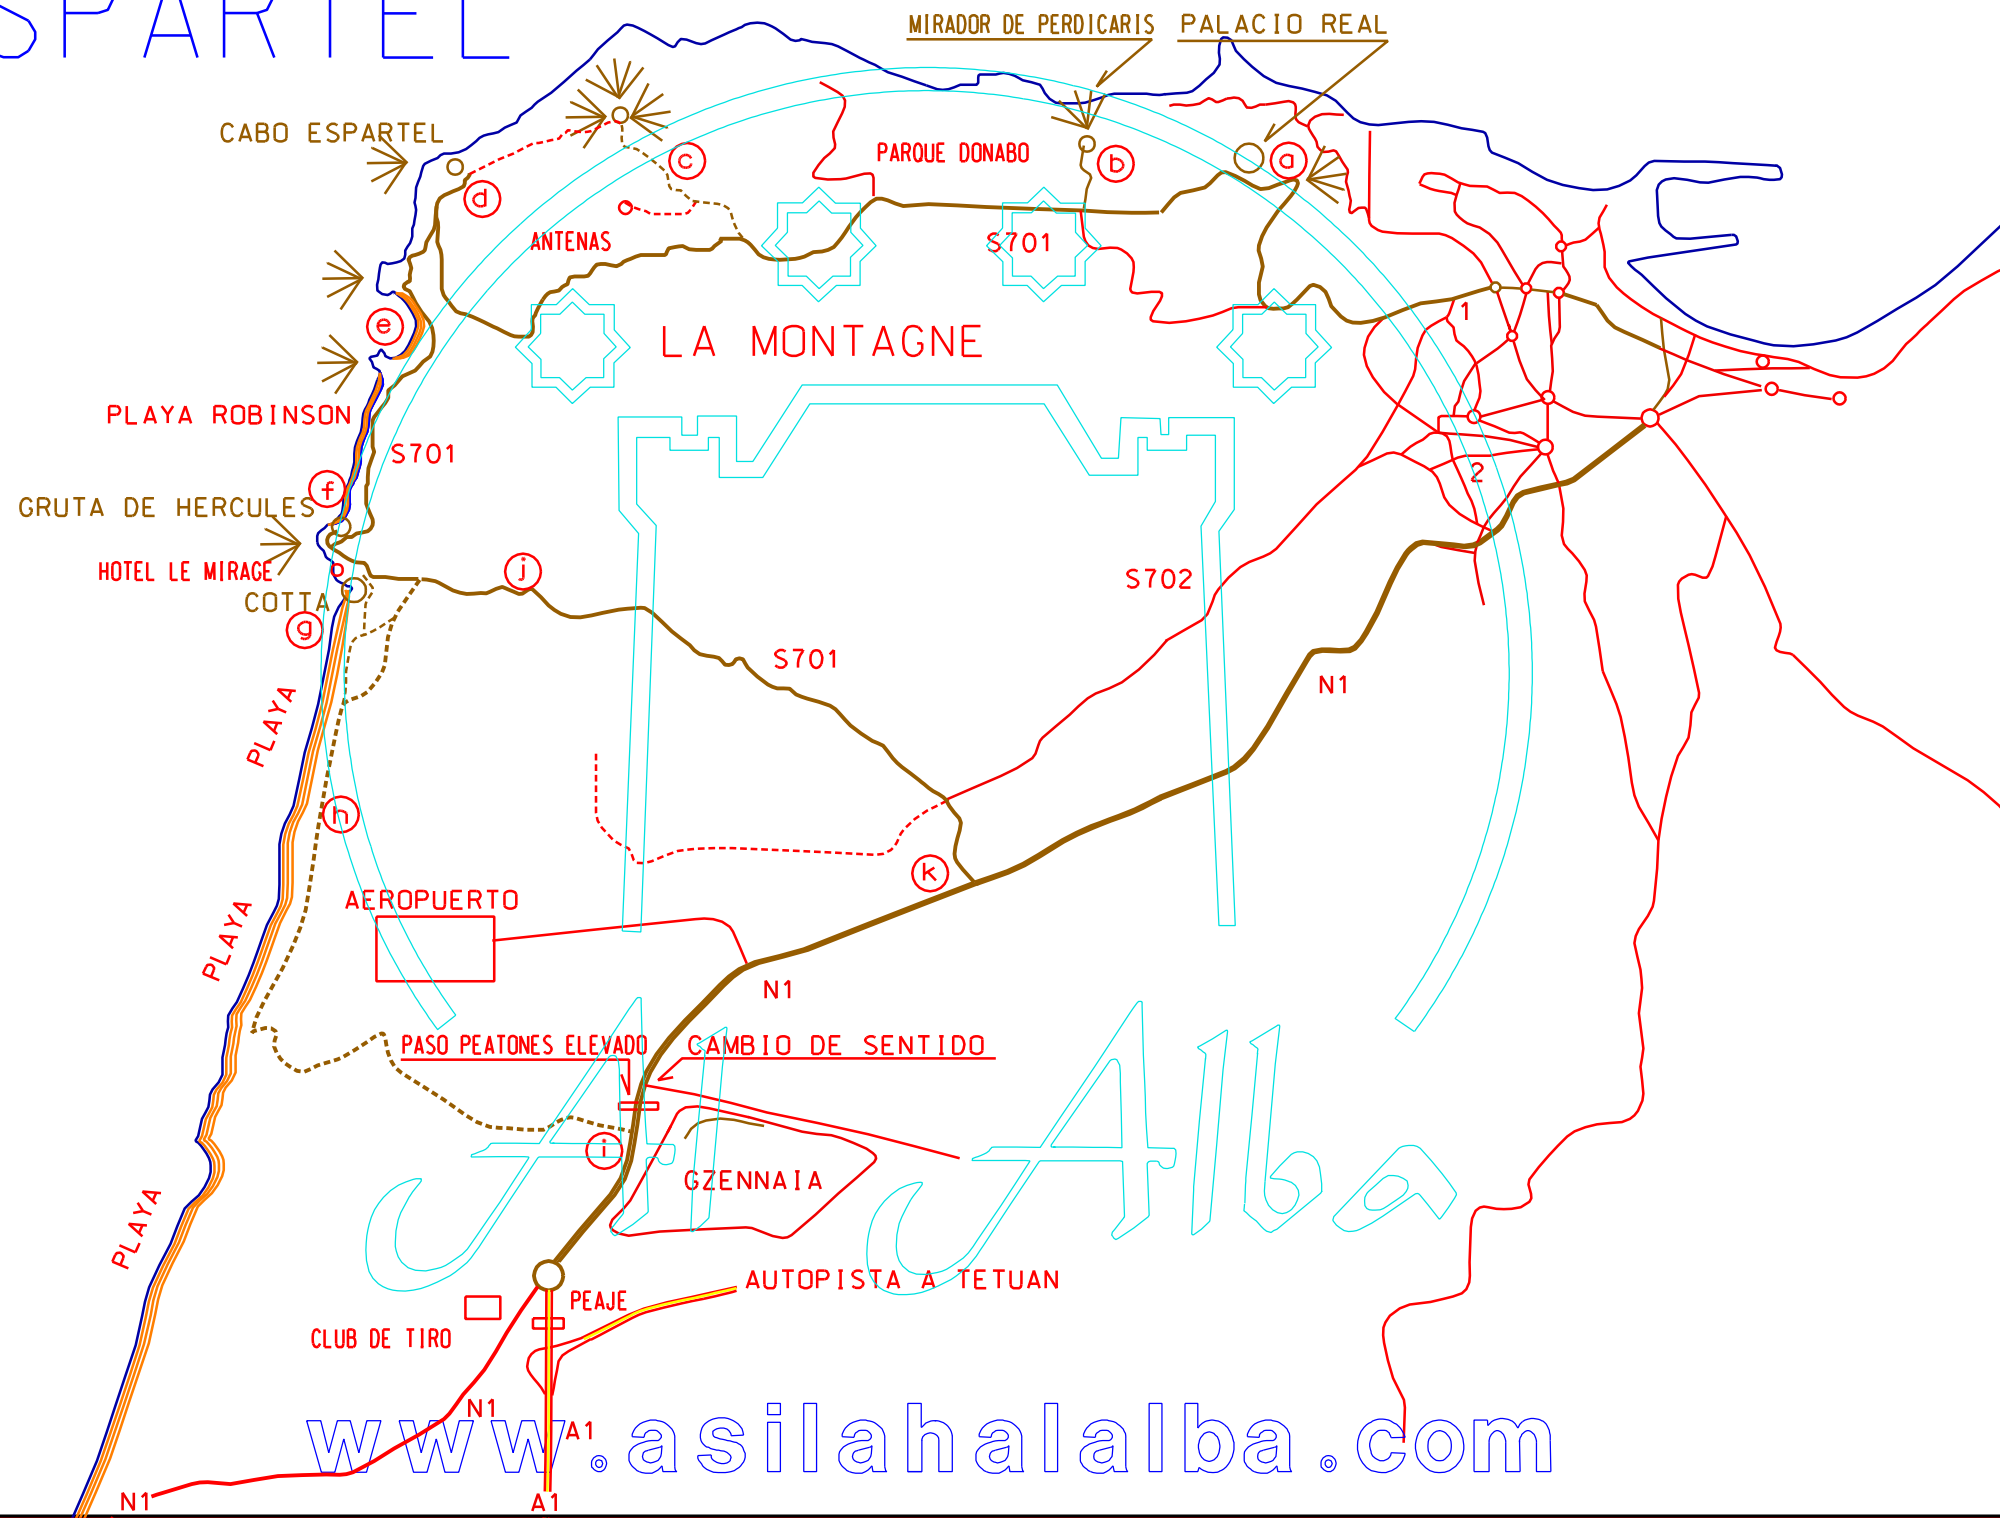 SPARTEL
MIRADOR DE PERDICARIS
PALACIO REAL
CABO ESPARTEL
PARQUE DONABO
a
b
c
d
ANTENAS
S701
e
LA MONTAGNE
1
PLAYA ROBINSON
S701
2
f
GRUTA DE HERCULES
HOTEL LE MIRAGE
j
S702
COTTA
g
S701
N1
PLAYA
h
k
AEROPUERTO
PLAYA
N1
PASO PEATONES ELEVADO
CAMBIO DE SENTIDO
i
GZENNAIA
Al Alba
PLAYA
AUTOPISTA A TETUAN
PEAJE
CLUB DE TIRO
N1
A1
www.asilahalalba.com
N1
A1